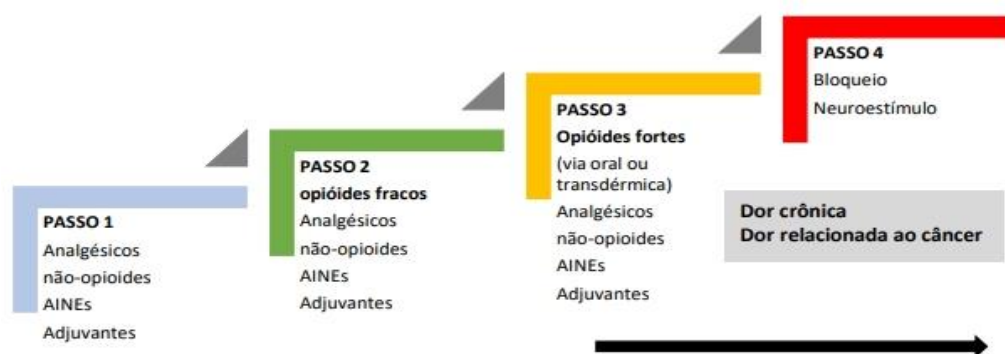 PASSO 1
Analgésicos
não-opioides
AINEs
Adjuvantes
PASSO 2
opióides fracos
Analgésicos
não-opioides
AINEs
Adjuvantes
PASSO 3
Opióides fortes
(via oral ou
transdérmica)
Analgésicos
não-opioides
AINEs
Adjuvantes
PASSO 4
Bloqueio
Neuroestímulo
Dor crônica
Dor relacionada ao câncer